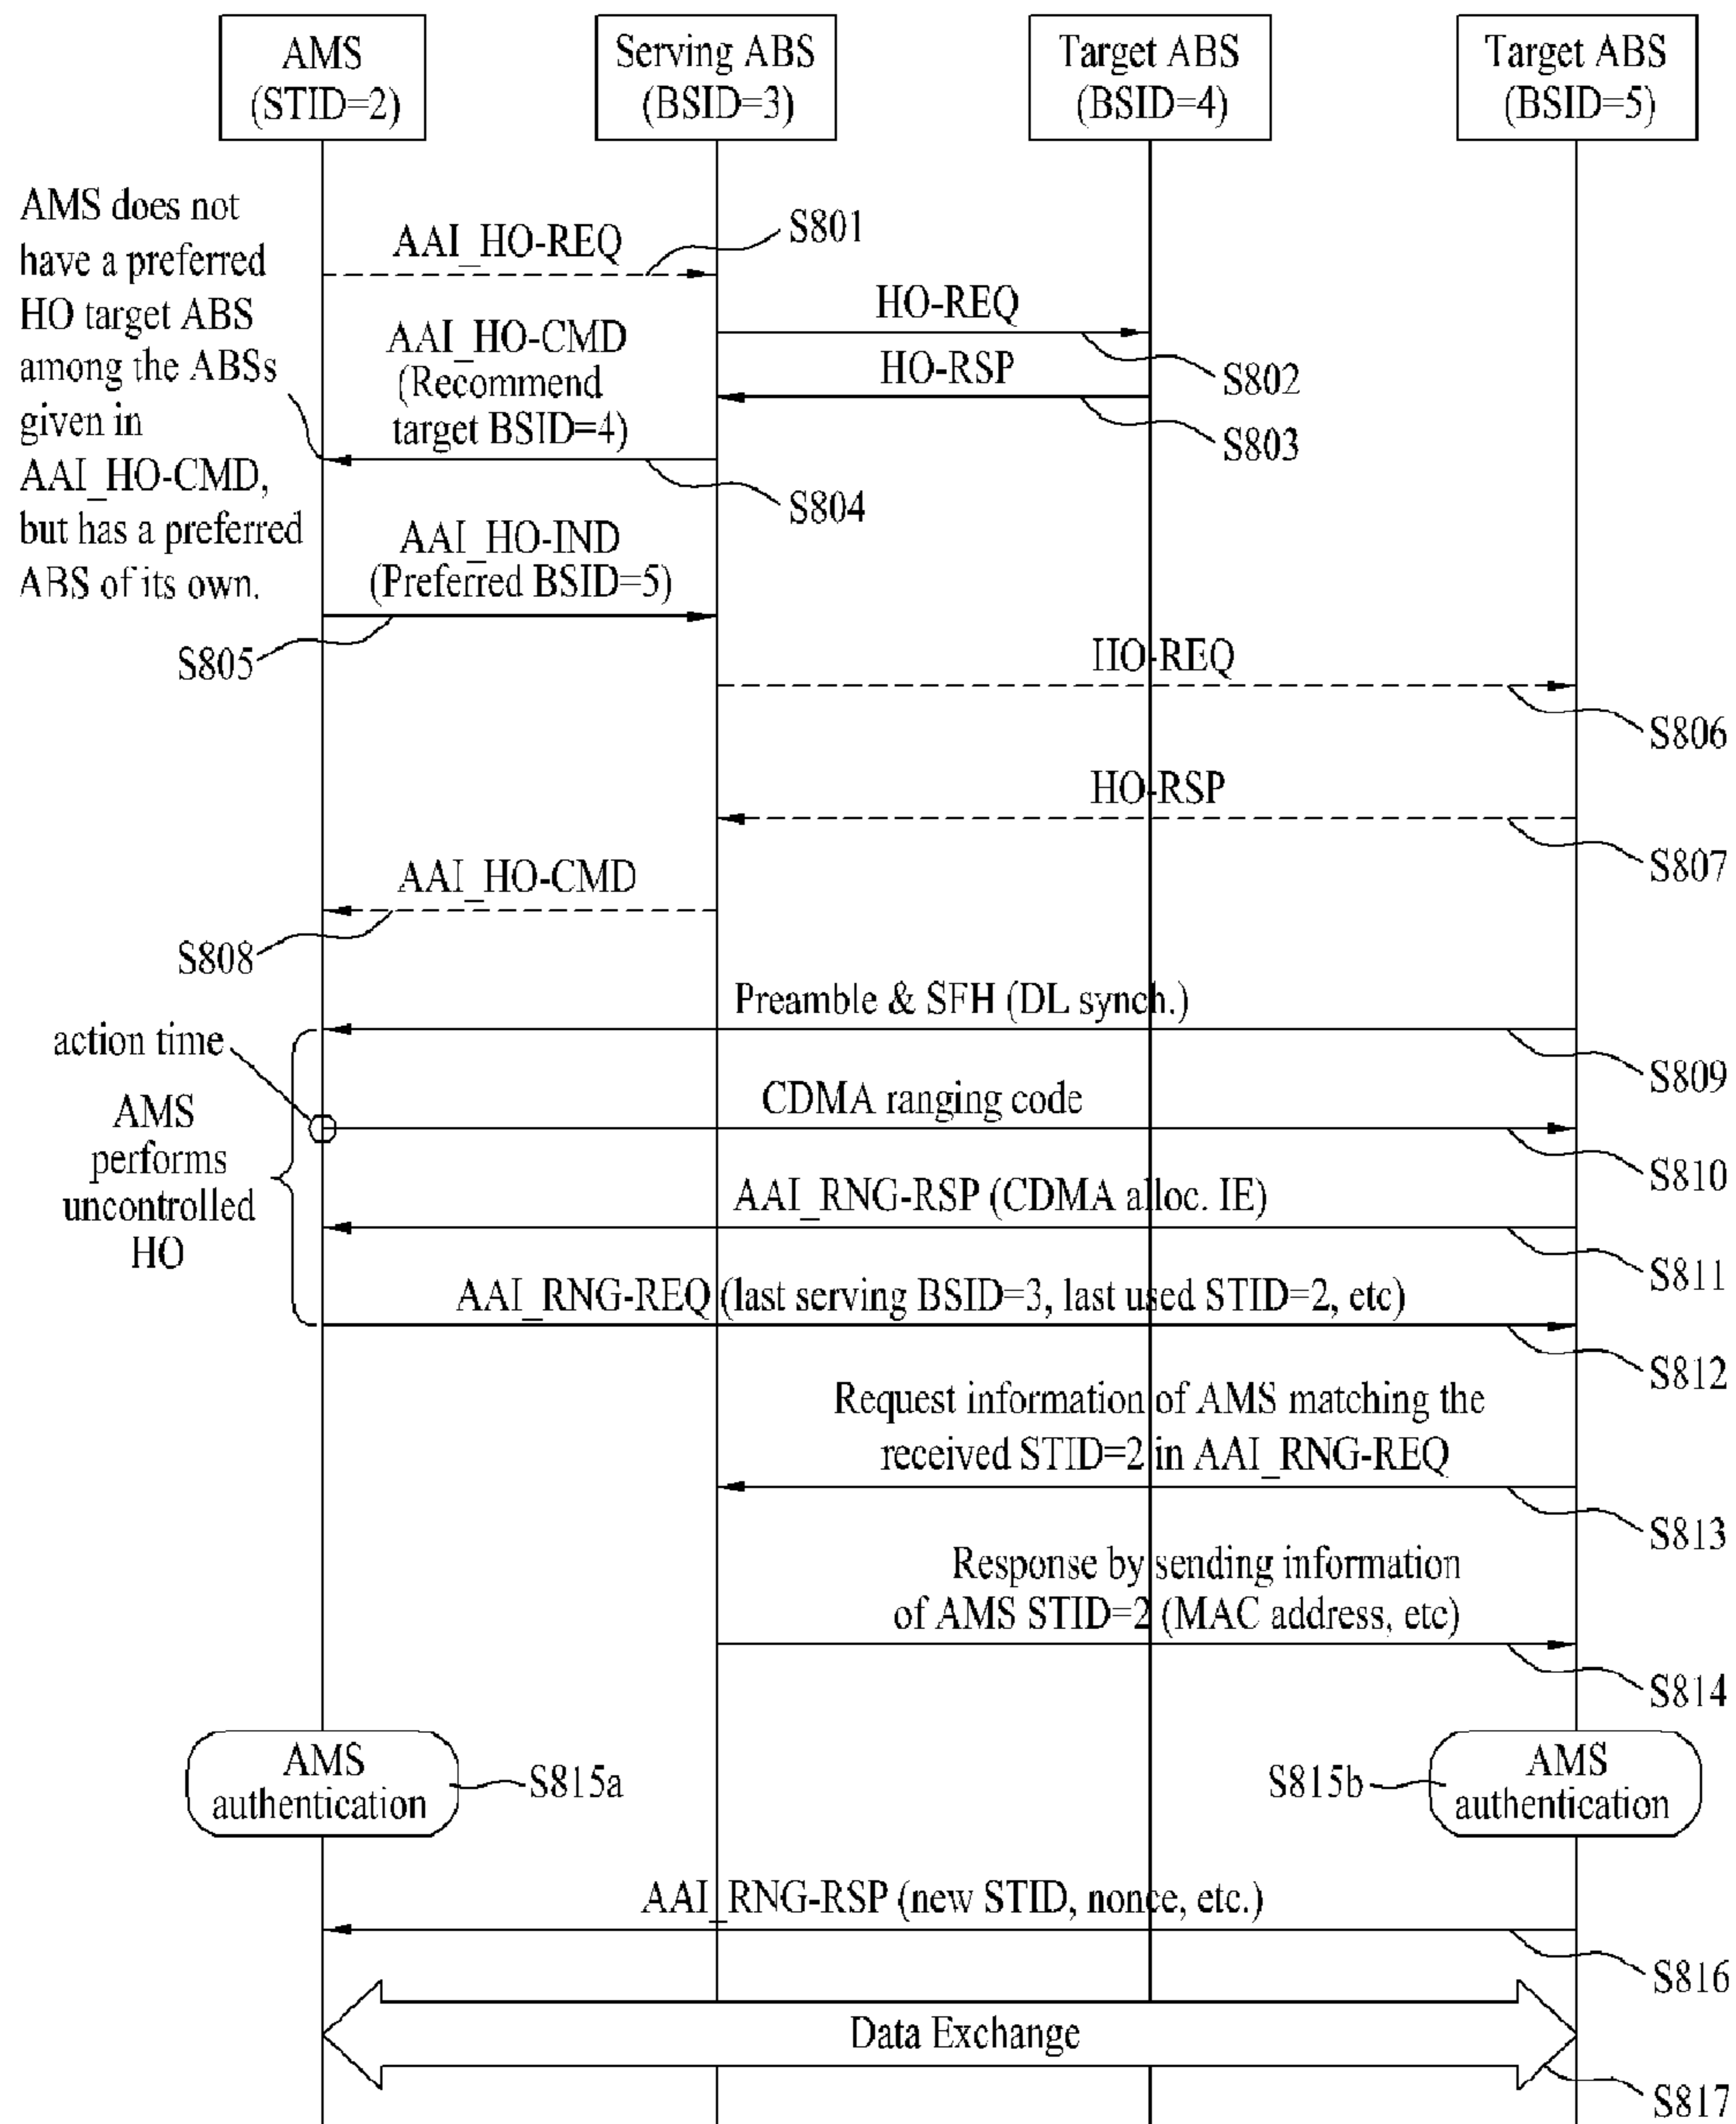 AMS
(STID=2)
Serving ABS
(BSID=3)
Target ABS
(BSID=4)
Target ABS
(BSID=5)
AMS does not
have a preferred
HO target ABS
among the ABSs
given in
AAI_HO-CMD,
but has a preferred
ABS of its own.
AAI_HO-REQ
S801
HO-REQ
S802
HO-RSP
S803
AAI_HO-CMD
(Recommend
target BSID=4)
S804
AAI_HO-IND
(Preferred BSID=5)
S805
HO-REQ
S806
HO-RSP
S807
AAI_HO-CMD
S808
Preamble & SFH (DL synch.)
S809
action time
AMS
performs
uncontrolled
HO
CDMA ranging code
S810
AAI_RNG-RSP (CDMA alloc. IE)
S811
AAI_RNG-REQ (last serving BSID=3, last used STID=2, etc)
S812
Request information of AMS matching the
received STID=2 in AAI_RNG-REQ
S813
Response by sending information
of AMS STID=2 (MAC address, etc)
S814
AMS
authentication
S815a
S815b
AMS
authentication
AAI_RNG-RSP (new STID, nonce, etc.)
S816
Data Exchange
S817